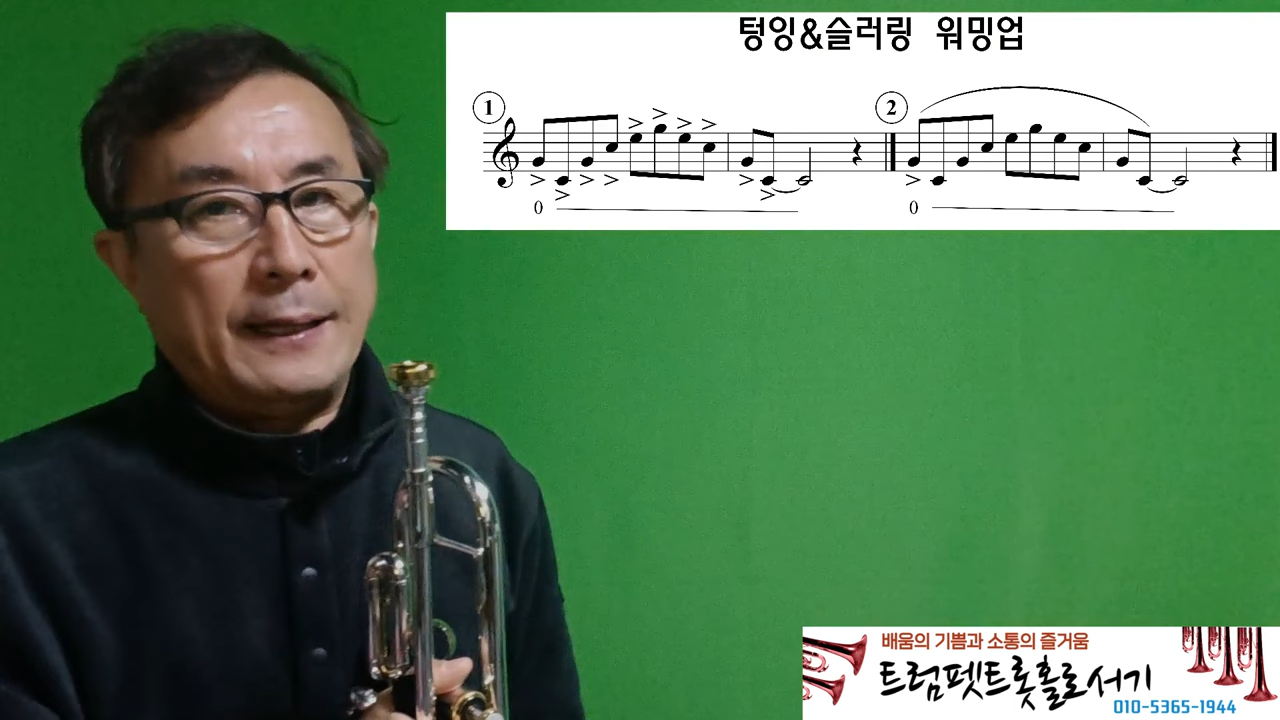 텅잉&슬러링 워밍업
1
2
0
0
배움의 기쁨과 소통의 즐거움
트럼펫트롯홀로서기
010-5365-1944